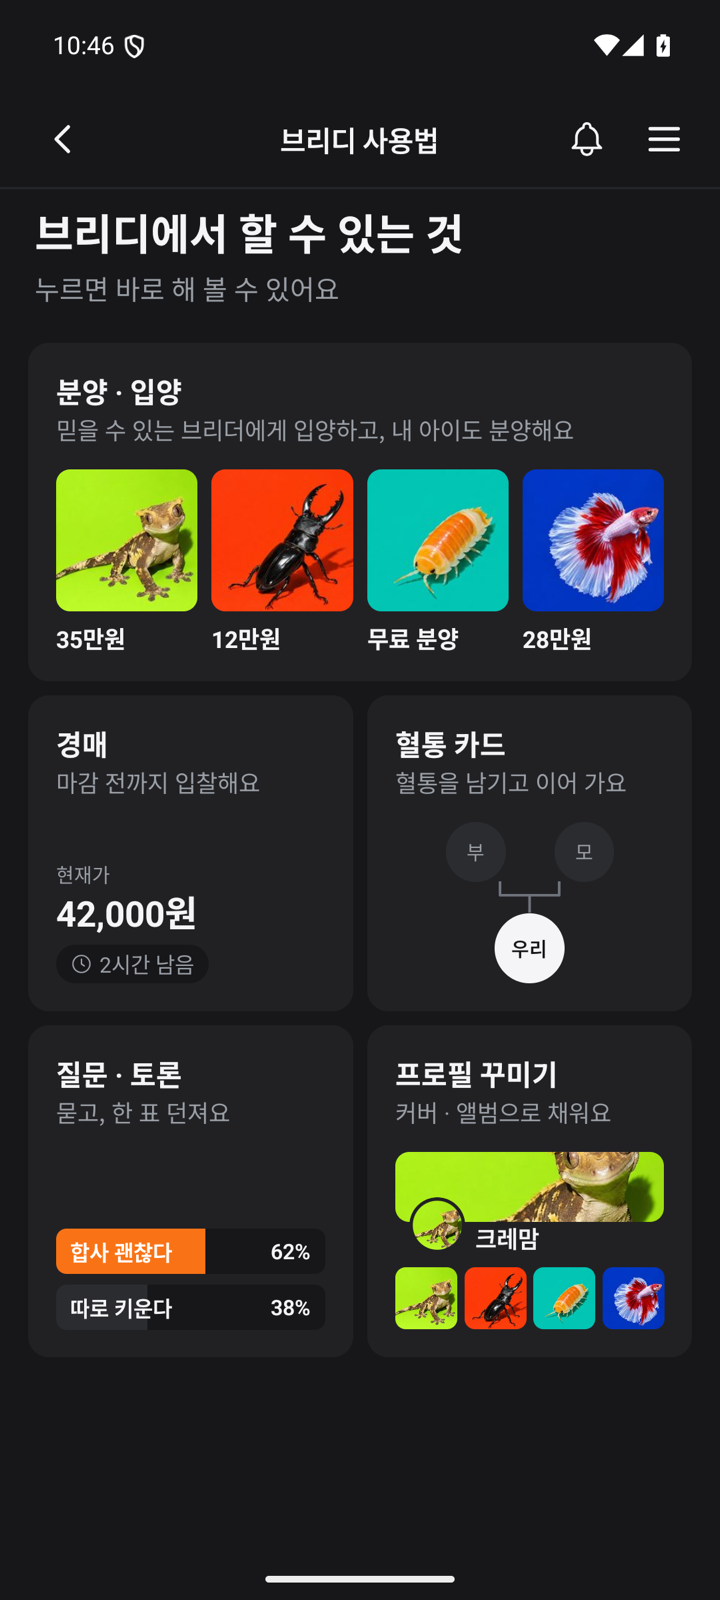 10:46
브리디 사용법
브리디에서 할 수 있는 것
누르면 바로 해 볼 수 있어요
분양 · 입양
믿을 수 있는 브리더에게 입양하고, 내 아이도 분양해요
35만원
12만원
무료 분양
28만원
경매
마감 전까지 입찰해요
현재가
42,000원
2시간 남음
혈통 카드
혈통을 남기고 이어 가요
부
모
우리
질문 · 토론
묻고, 한 표 던져요
합사 괜찮다 62%
따로 키운다 38%
프로필 꾸미기
커버 · 앨범으로 채워요
크레맘